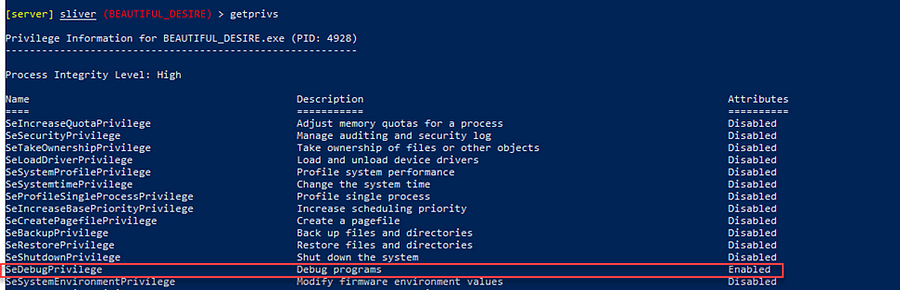 [server] sliver (BEAUTIFUL_DESIRE) > getprivs
Privilege Information for BEAUTIFUL_DESIRE.exe (PID: 4928)
---------------------------------------------------------
Process Integrity Level: High
Name Description Attributes
==== =========== ==========
SeIncreaseQuotaPrivilege Adjust memory quotas for a process Disabled
SeSecurityPrivilege Manage auditing and security log Disabled
SeTakeOwnershipPrivilege Take ownership of files or other objects Disabled
SeLoadDriverPrivilege Load and unload device drivers Disabled
SeSystemProfilePrivilege Profile system performance Disabled
SeSystemtimePrivilege Change the system time Disabled
SeProfileSingleProcessPrivilege Profile single process Disabled
SeIncreaseBasePriorityPrivilege Increase scheduling priority Disabled
SeCreatePagefilePrivilege Create a pagefile Disabled
SeBackupPrivilege Back up files and directories Disabled
SeRestorePrivilege Restore files and directories Disabled
SeShutdownPrivilege Shut down the system Disabled
SeDebugPrivilege Debug programs Enabled
SeSystemEnvironmentPrivilege Modify firmware environment values Disabled